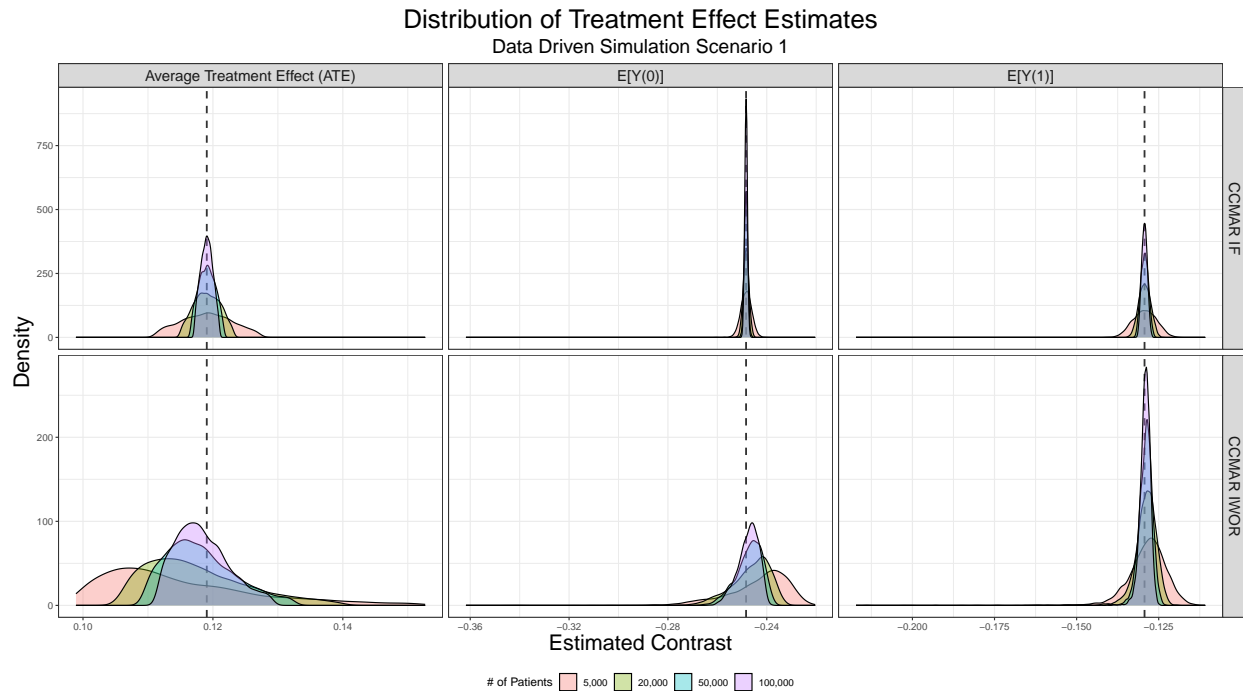 Distribution of Treatment Effect Estimates
Data Driven Simulation Scenario 1
Average Treatment Effect (ATE)
E[Y(0)]
E[Y(1)]
750
500
250
0
CCMAR IF
Density
200
100
0
CCMAR IWOR
0.10
0.12
0.14
−0.36
−0.32
−0.28
−0.24
−0.200
−0.175
−0.150
−0.125
Estimated Contrast
# of Patients 5,000 20,000 50,000 100,000